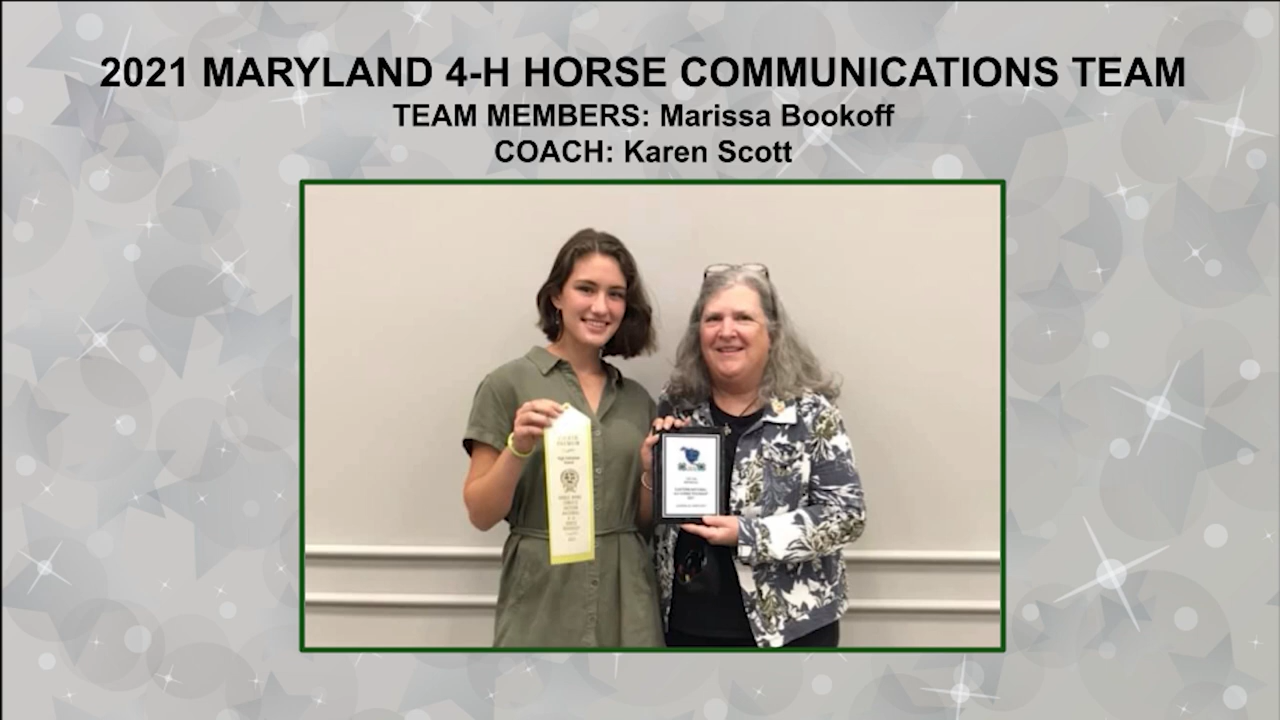 2021 MARYLAND 4-H HORSE COMMUNICATIONS TEAM
TEAM MEMBERS: Marissa Bookoff
COACH: Karen Scott